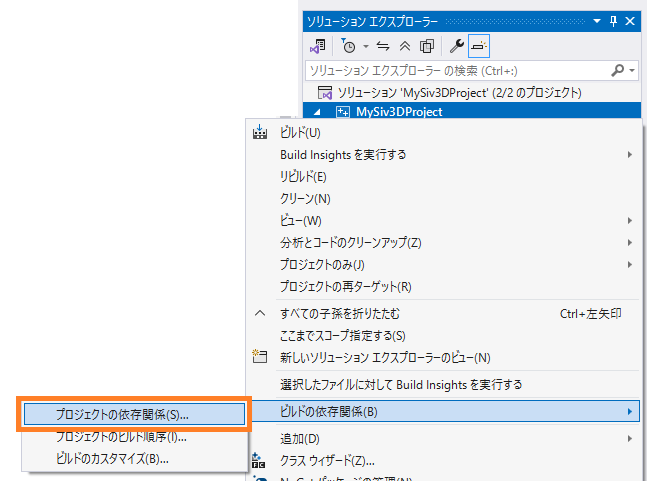 ソリューション エクスプローラー
ソリューション エクスプローラー の検索 (Ctrl+:)
ソリューション 'MySiv3DProject' (2/2 のプロジェクト)
MySiv3DProject
ビルド(U)
Build Insights を実行する
リビルド(E)
クリーン(N)
ビュー(W)
分析とコードのクリーンアップ(Z)
プロジェクトのみ(J)
プロジェクトの再ターゲット(R)
すべての子孫を折りたたむ Ctrl+左矢印
ここまでスコープ指定する(S)
新しいソリューション エクスプローラーのビュー(N)
選択したファイルに対して Build Insights を実行する
ビルドの依存関係(B)
プロジェクトの依存関係(S)...
プロジェクトのビルド順序(I)...
ビルドのカスタマイズ(B)...
追加(D)
クラス ウィザード(Z)...